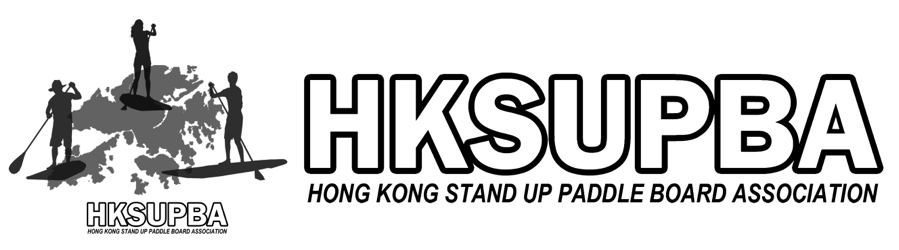 HKSUPBA
HONG KONG STAND UP PADDLE BOARD ASSOCIATION
HKSUPBA
HONG KONG STAND UP PADDLE BOARD ASSOCIATION